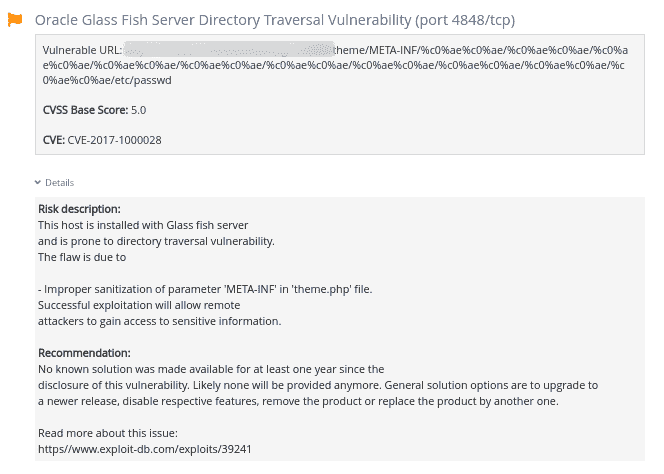 Oracle Glass Fish Server Directory Traversal Vulnerability (port 4848/tcp)
Vulnerable URL: theme/META-INF/%c0%ae%c0%ae/%c0%ae%c0%ae/%c0%a
e%c0%ae/%c0%ae%c0%ae/%c0%ae%c0%ae/%c0%ae%c0%ae/%c0%ae%c0%ae/%c0%ae%c0%ae/%c0%ae%c0%ae/%c
0%ae%c0%ae/etc/passwd
CVSS Base Score: 5.0
CVE: CVE-2017-1000028
Details
Risk description:
This host is installed with Glass fish server
and is prone to directory traversal vulnerability.
The flaw is due to
- Improper sanitization of parameter 'META-INF' in 'theme.php' file.
Successful exploitation will allow remote
attackers to gain access to sensitive information.
Recommendation:
No known solution was made available for at least one year since the
disclosure of this vulnerability. Likely none will be provided anymore. General solution options are to upgrade to
a newer release, disable respective features, remove the product or replace the product by another one.
Read more about this issue:
https//www.exploit-db.com/exploits/39241